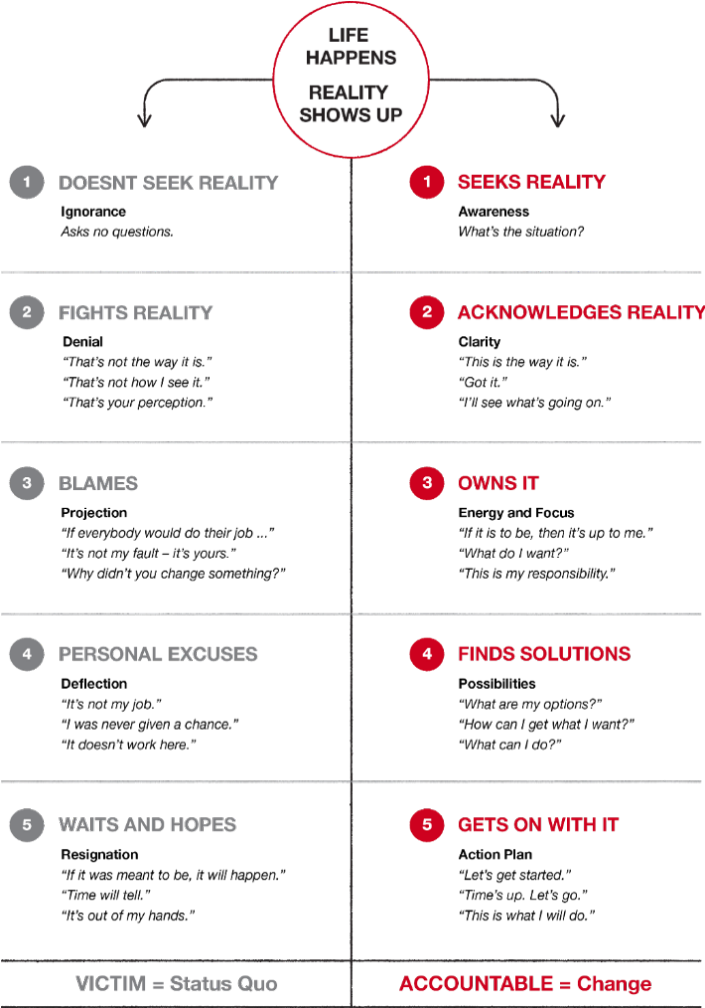 LIFE
HAPPENS
REALITY
SHOWS UP
1 DOESNT SEEK REALITY
Ignorance
Asks no questions.
2 FIGHTS REALITY
Denial
“That’s not the way it is.”
“That’s not how I see it.”
“That’s your perception.”
3 BLAMES
Projection
“If everybody would do their job ...”
“It’s not my fault – it’s yours.”
“Why didn’t you change something?”
4 PERSONAL EXCUSES
Deflection
“It’s not my job.”
“I was never given a chance.”
“It doesn’t work here.”
5 WAITS AND HOPES
Resignation
“If it was meant to be, it will happen.”
“Time will tell.”
“It’s out of my hands.”
VICTIM = Status Quo
1 SEEKS REALITY
Awareness
What’s the situation?
2 ACKNOWLEDGES REALITY
Clarity
“This is the way it is.”
“Got it.”
“I’ll see what’s going on.”
3 OWNS IT
Energy and Focus
“If it is to be, then it’s up to me.”
“What do I want?”
“This is my responsibility.”
4 FINDS SOLUTIONS
Possibilities
“What are my options?”
“How can I get what I want?”
“What can I do?”
5 GETS ON WITH IT
Action Plan
“Let’s get started.”
“Time’s up. Let’s go.”
“This is what I will do.”
ACCOUNTABLE = Change